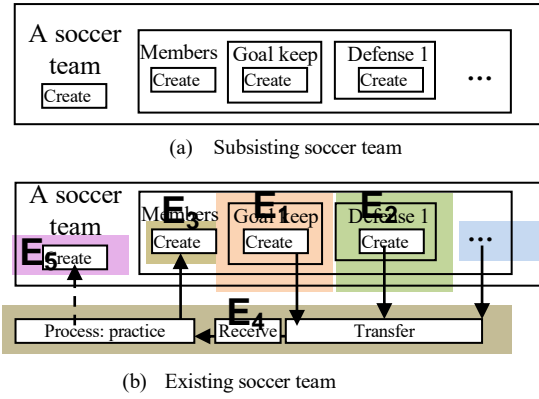 A soccer
team
Create
Members
Create
Goal keep
Create
Defense 1
Create
...
(a) Subsisting soccer team
A soccer
team
E5
Create
Members
E3
Create
E1
Goal keep
Create
E2
Defense 1
Create
...
Process: practice
E4
Receive
Transfer
(b) Existing soccer team